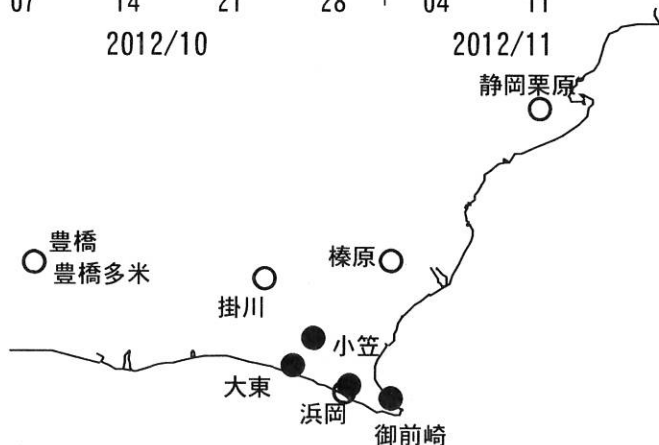 07 14 21 28 04 11
2012/10 2012/11
静岡栗原
豊橋
豊橋多米
榛原
掛川
小笠
大東
浜岡
御前崎